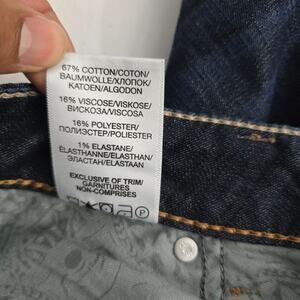 67% COTTON/COTON/
BAUMWOLLE/ХЛОПОК/
KATOEN/ALGODÓN
16% VISCOSE/VISKOSE/
ВИСКОЗА/VISCOSA
16% POLYESTER/
ПОЛИЭСТЕР/POLIESTER
1% ELASTANE/
ÉLASTHANNE/ELASTHAN/
ЭЛАСТАН/ELASTAAN
EXCLUSIVE OF TRIM/
GARNITURES
NON-COMPRISES
P